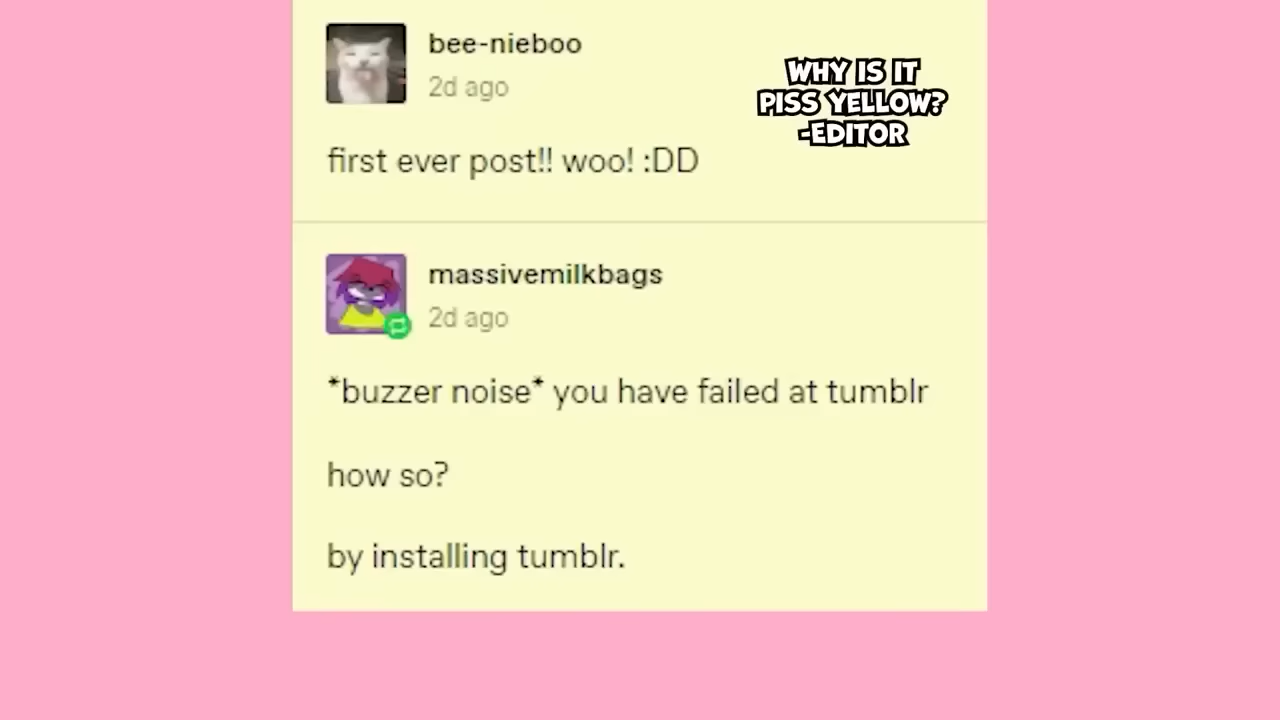 bee-nieboo
2d ago
WHY IS IT
PISS YELLOW?
-EDITOR
first ever post!! woo! :DD
massivemilkbags
2d ago
*buzzer noise* you have failed at tumblr
how so?
by installing tumblr.